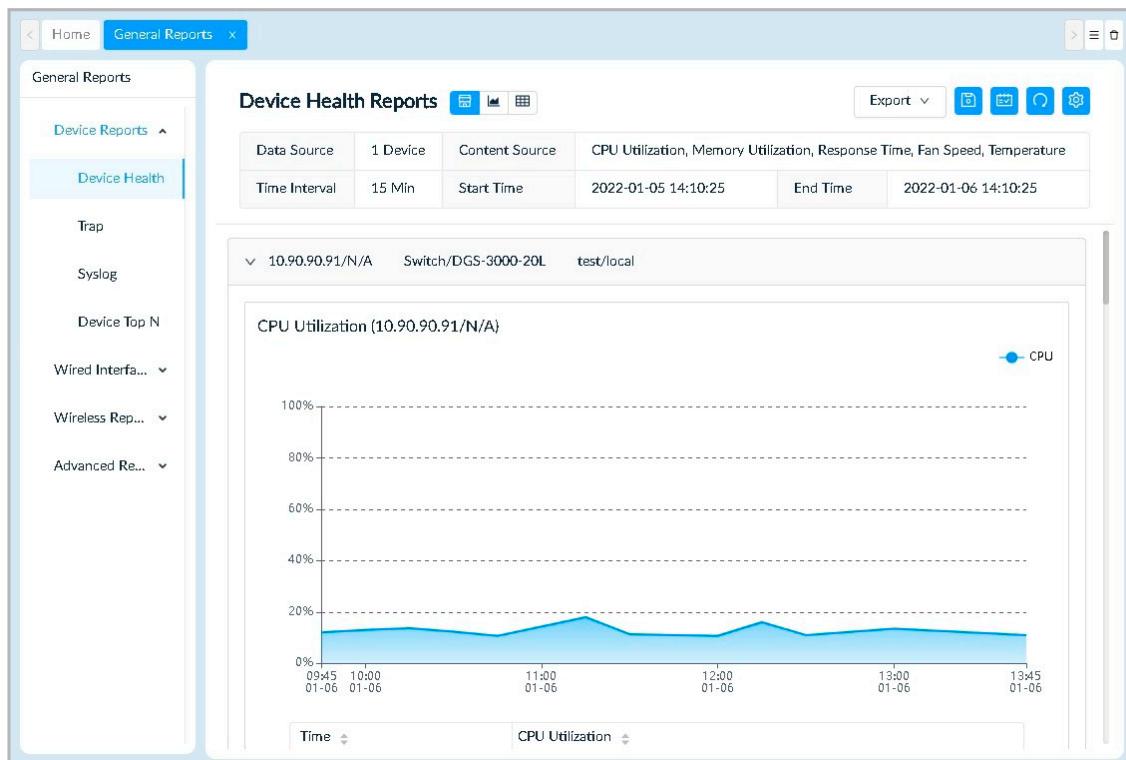 Home General Reports x
General Reports
Device Reports
Device Health
Trap
Syslog
Device Top N
Wired Interfa...
Wireless Rep...
Advanced Re...
Device Health Reports Export
Data Source 1 Device Content Source CPU Utilization, Memory Utilization, Response Time, Fan Speed, Temperature
Time Interval 15 Min Start Time 2022-01-05 14:10:25 End Time 2022-01-06 14:10:25
10.90.90.91/N/A Switch/DGS-3000-20L test/local
CPU Utilization (10.90.90.91/N/A)
CPU
100%
80%
60%
40%
20%
0%
09:45 10:00 11:00 12:00 13:00 13:45
01-06 01-06 01-06 01-06 01-06 01-06
Time CPU Utilization